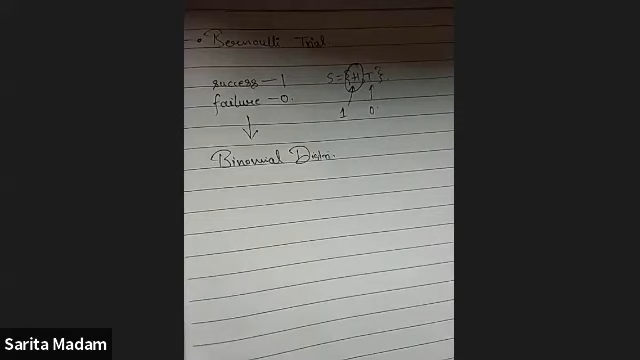 • Bernoulli Trial
success — 1 S = {H, T}
failure — 0. 1 0
Binomial Distn.
Sarita Madam